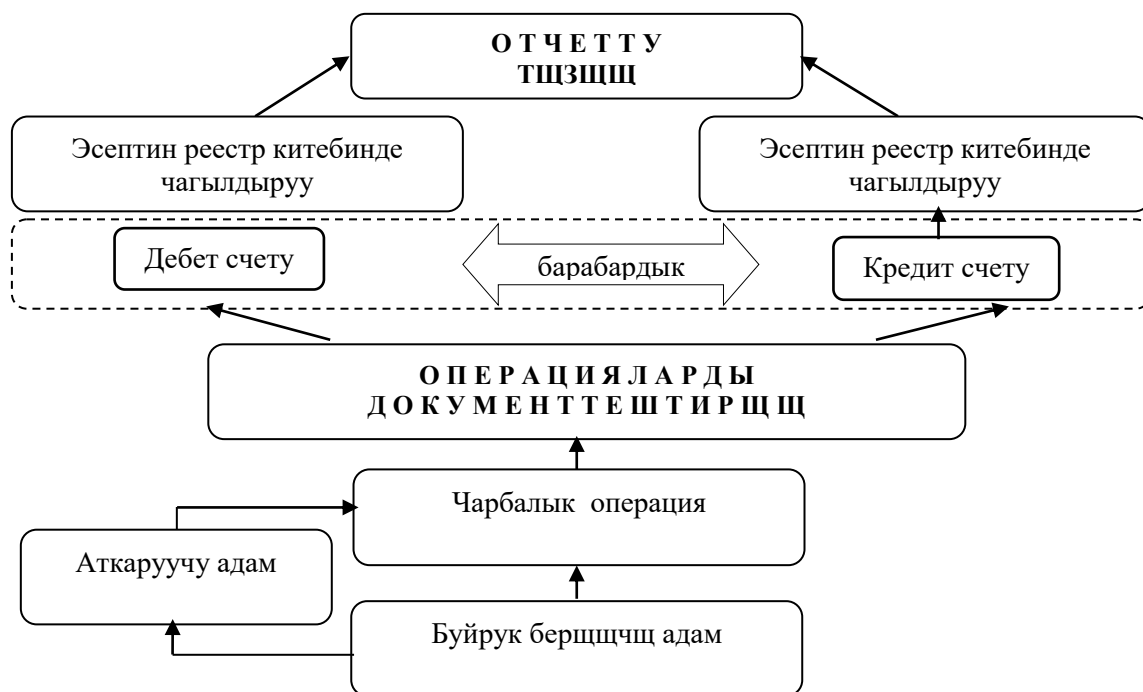 О Т Ч Е Т Т У
ТЩЗЩЩ
Эсептин реестр китебинде
чагылдыруу
Эсептин реестр китебинде
чагылдыруу
Дебет счету
барабардык
Кредит счету
О П Е Р А Ц И Я Л А Р Д Ы
Д О К У М Е Н Т Т Е Ш Т И Р Щ Щ
Чарбалык операция
Аткаруучу адам
Буйрук берщщчщ адам